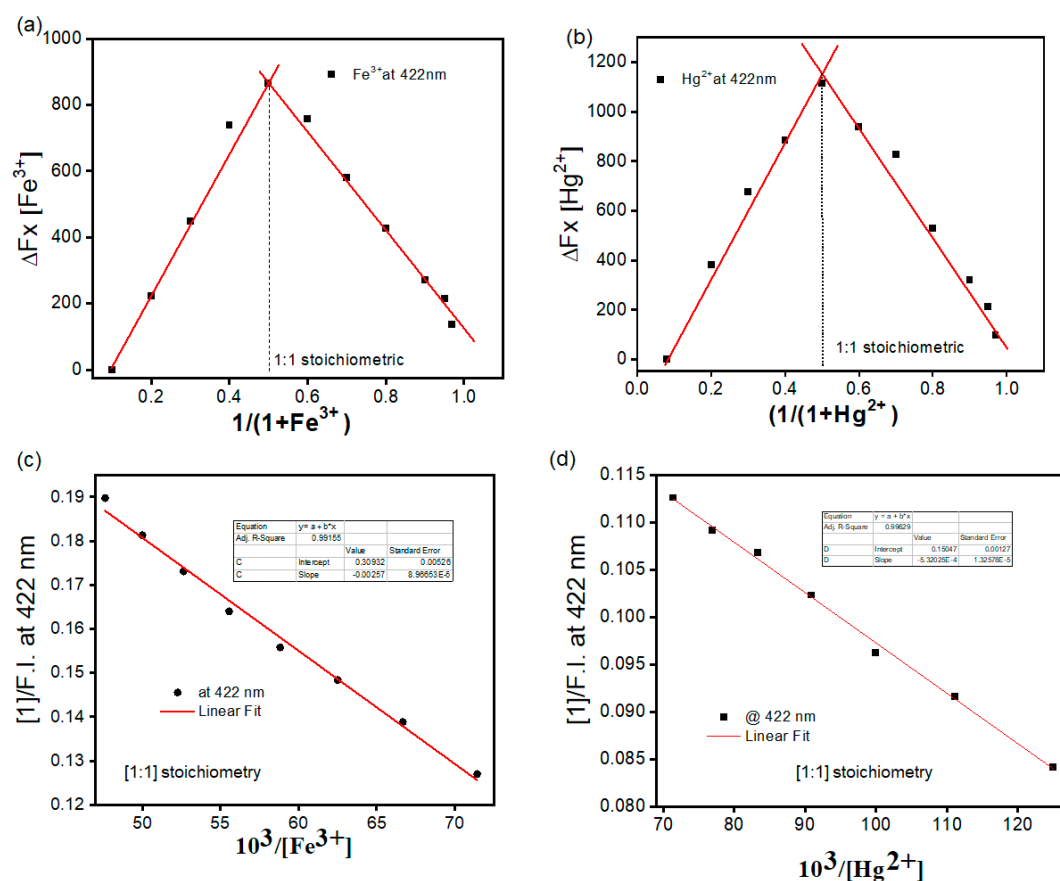 (a)
1000
800
600
400
200
0
ΔFx [Fe³⁺]
■ Fe³⁺at 422nm
1:1 stoichiometric
0.2 0.4 0.6 0.8 1.0
1/(1+Fe³⁺)
(b)
1200
1000
800
600
400
200
0
ΔFx [Hg²⁺]
■ Hg²⁺at 422nm
1:1 stoichiometric
0.0 0.2 0.4 0.6 0.8 1.0
(1/(1+Hg²⁺)
(c)
0.19
0.18
0.17
0.16
0.15
0.14
0.13
0.12
[1]/F.I. at 422 nm
Equation y= a + b*x
Adj. R-Square 0.99155
Value Standard Error
C Intercept 0.30932 0.00526
C Slope -0.00257 8.96653E-5
at 422 nm
Linear Fit
[1:1] stoichiometry
50 55 60 65 70
10³/[Fe³⁺]
(d)
0.115
0.110
0.105
0.100
0.095
0.090
0.085
0.080
[1]/F.I. at 422 nm
Equation y= a + b*x
Adj. R-Square 0.99629
Value Standard Error
D Intercept 0.15047 0.00127
D Slope -5.32025E-4 1.32578E-5
@ 422 nm
Linear Fit
[1:1] stoichiometry
70 80 90 100 110 120
10³/[Hg²⁺]